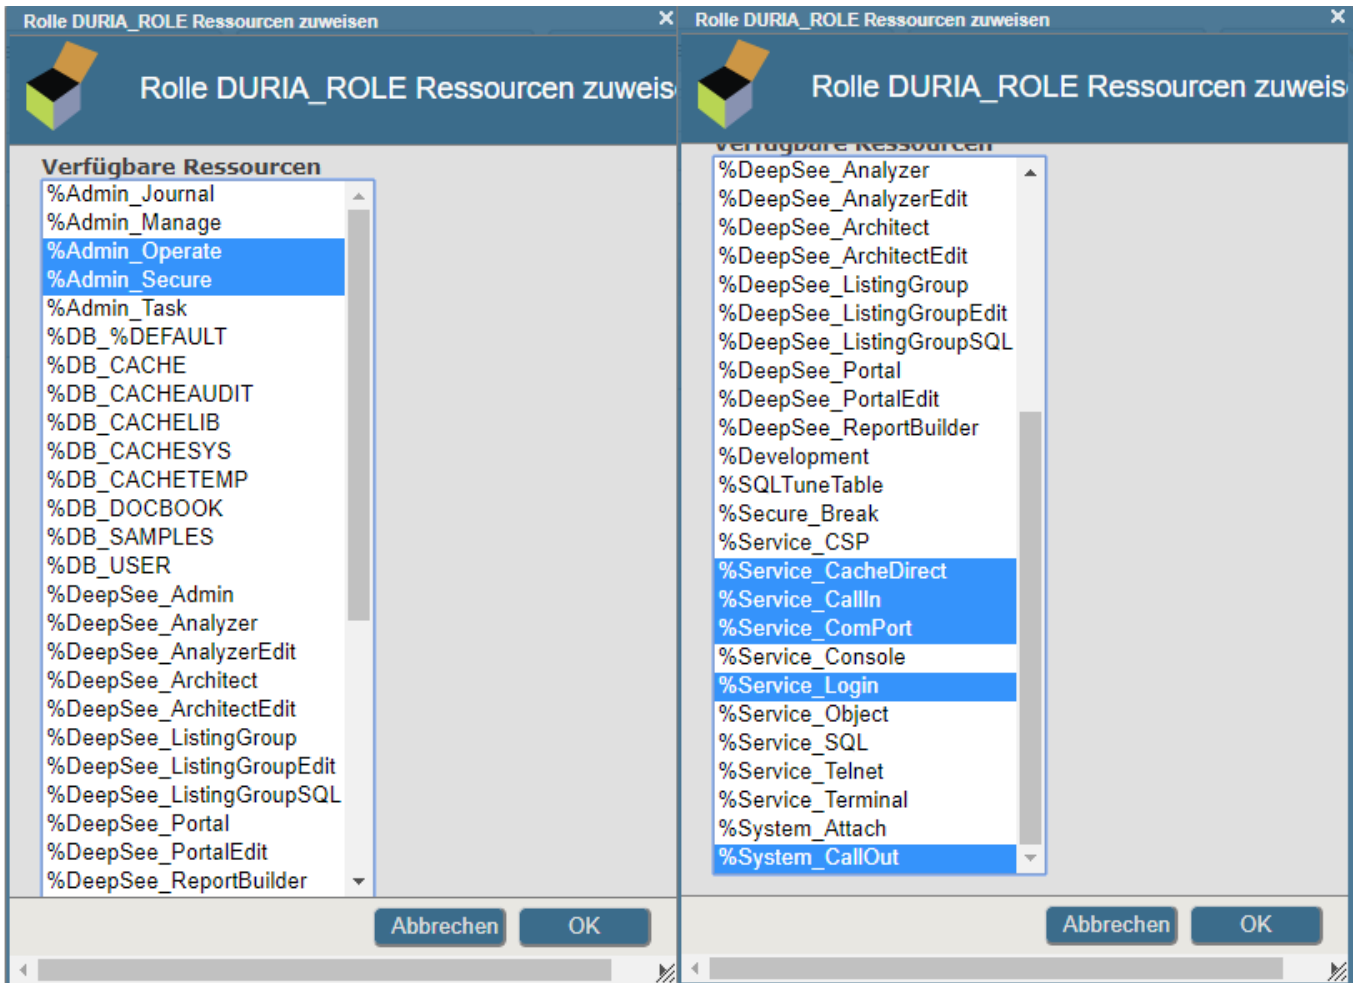 Rolle DURIA_ROLE Ressourcen zuweisen
Rolle DURIA_ROLE Ressourcen zuweis
Verfügbare Ressourcen
%Admin_Journal
%Admin_Manage
%Admin_Operate
%Admin_Secure
%Admin_Task
%DB_%DEFAULT
%DB_CACHE
%DB_CACHEAUDIT
%DB_CACHELIB
%DB_CACHESYS
%DB_CACHETEMP
%DB_DOCBOOK
%DB_SAMPLES
%DB_USER
%DeepSee_Admin
%DeepSee_Analyzer
%DeepSee_AnalyzerEdit
%DeepSee_Architect
%DeepSee_ArchitectEdit
%DeepSee_ListingGroup
%DeepSee_ListingGroupEdit
%DeepSee_ListingGroupSQL
%DeepSee_Portal
%DeepSee_PortalEdit
%DeepSee_ReportBuilder
Abbrechen OK
Rolle DURIA_ROLE Ressourcen zuweisen
Rolle DURIA_ROLE Ressourcen zuweis
Verfügbare Ressourcen
%DeepSee_Analyzer
%DeepSee_AnalyzerEdit
%DeepSee_Architect
%DeepSee_ArchitectEdit
%DeepSee_ListingGroup
%DeepSee_ListingGroupEdit
%DeepSee_ListingGroupSQL
%DeepSee_Portal
%DeepSee_PortalEdit
%DeepSee_ReportBuilder
%Development
%SQLTuneTable
%Secure_Break
%Service_CSP
%Service_CacheDirect
%Service_CallIn
%Service_ComPort
%Service_Console
%Service_Login
%Service_Object
%Service_SQL
%Service_Telnet
%Service_Terminal
%System_Attach
%System_CallOut
Abbrechen OK